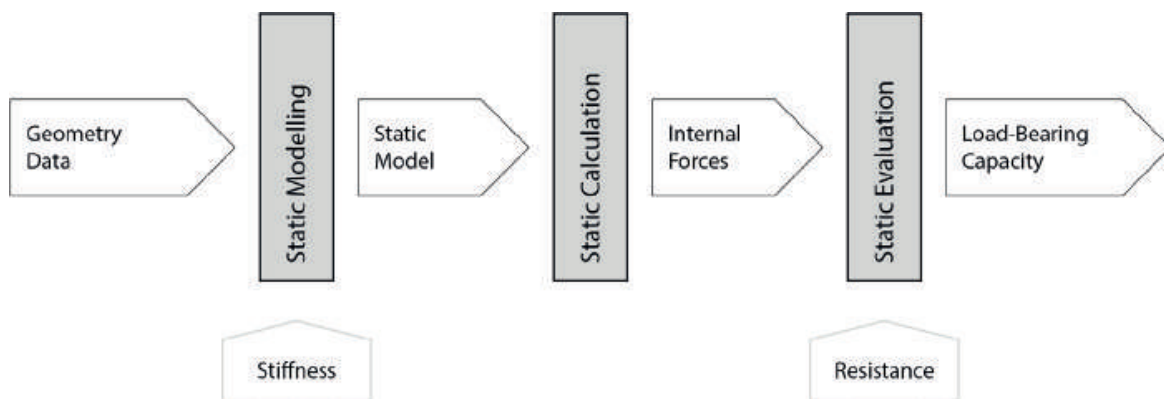 Geometry
Data
Static Modelling
Static
Model
Static Calculation
Internal
Forces
Static Evaluation
Load-Bearing
Capacity
Stiffness
Resistance